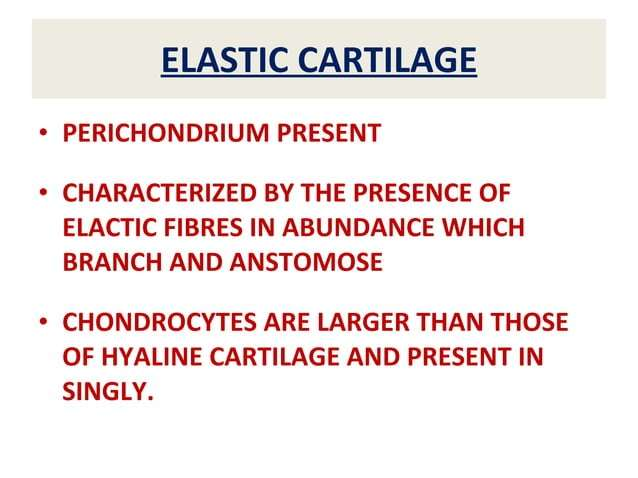 ELASTIC CARTILAGE
• PERICHONDRIUM PRESENT
• CHARACTERIZED BY THE PRESENCE OF
ELACTIC FIBRES IN ABUNDANCE WHICH
BRANCH AND ANSTOMOSE
• CHONDROCYTES ARE LARGER THAN THOSE
OF HYALINE CARTILAGE AND PRESENT IN
SINGLY.